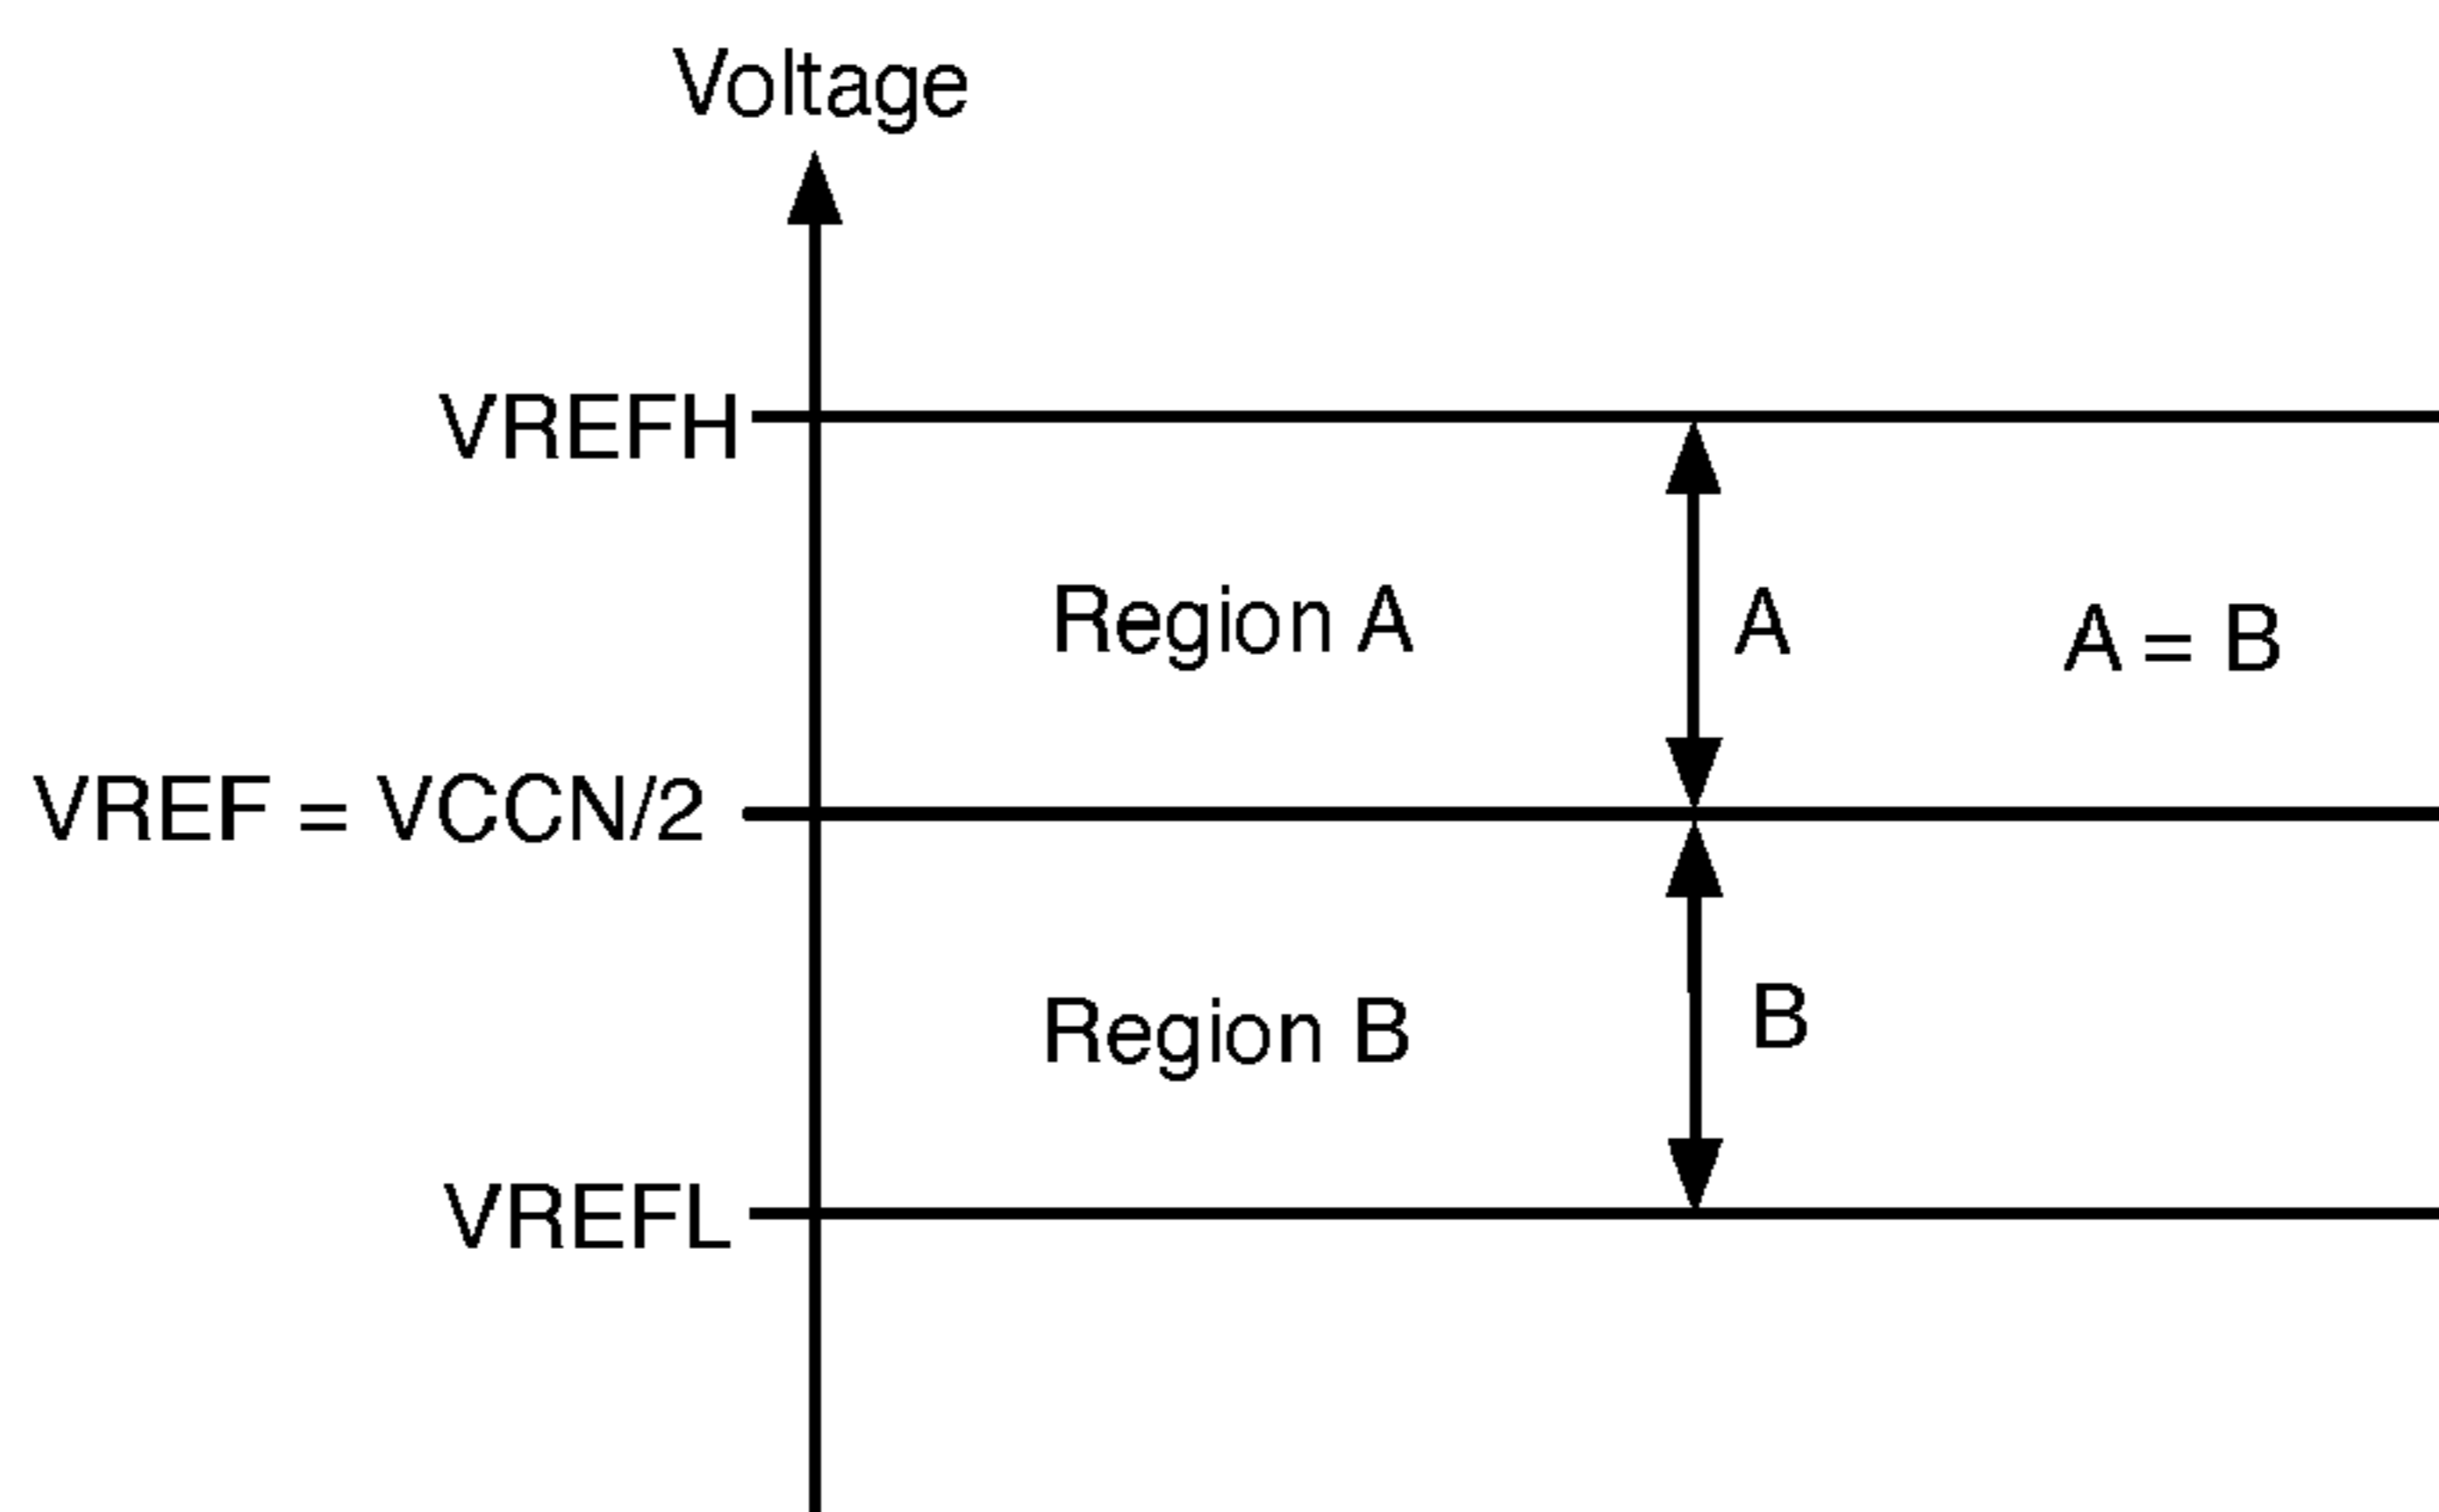 Voltage
VREFH
Region A
A
A = B
VREF = VCCN/2
Region B
B
VREFL